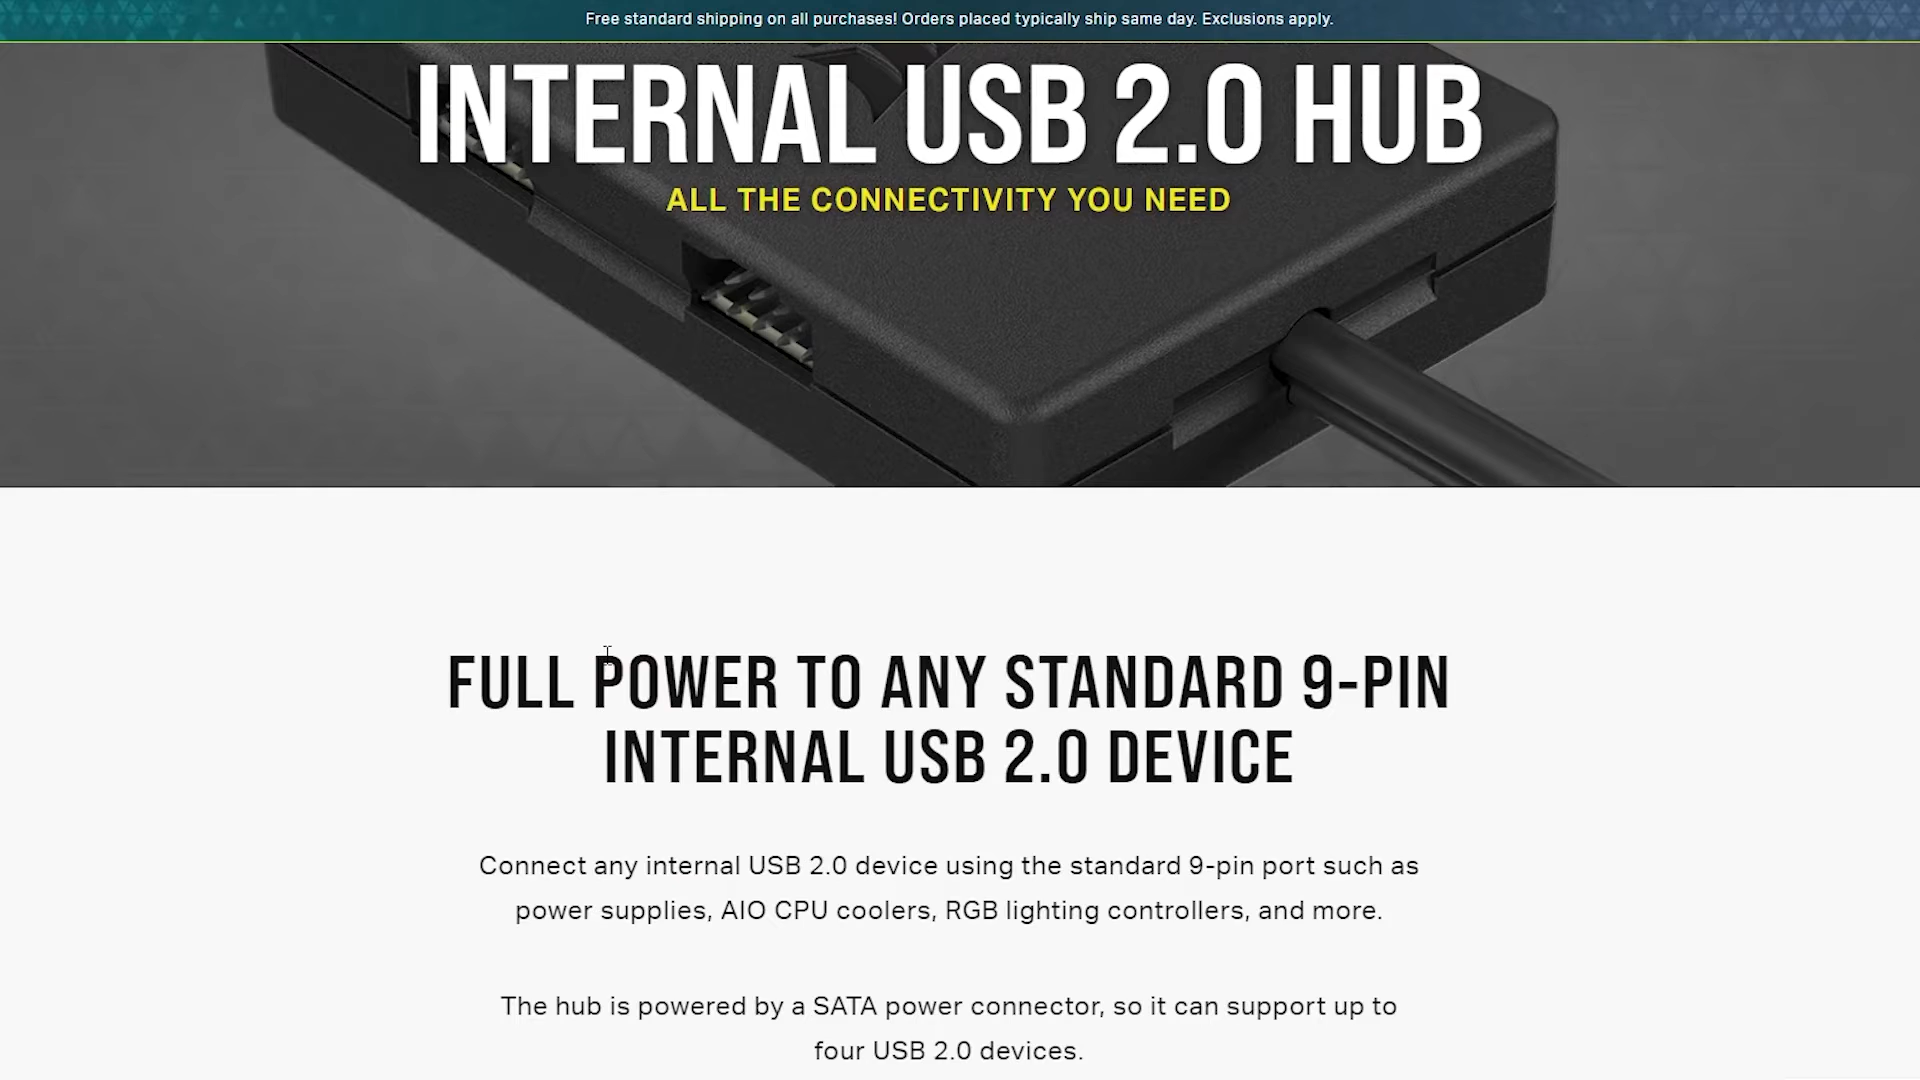 Free standard shipping on all purchases! Orders placed typically ship same day. Exclusions apply.
INTERNAL USB 2.0 HUB
ALL THE CONNECTIVITY YOU NEED
FULL POWER TO ANY STANDARD 9-PIN
INTERNAL USB 2.0 DEVICE
Connect any internal USB 2.0 device using the standard 9-pin port such as
power supplies, AIO CPU coolers, RGB lighting controllers, and more.
The hub is powered by a SATA power connector, so it can support up to
four USB 2.0 devices.